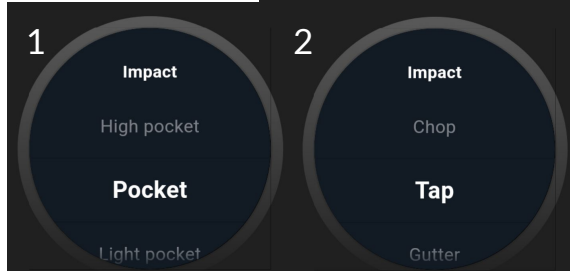 1
Impact
High pocket
Pocket
Light pocket
2
Impact
Chop
Tap
Gutter